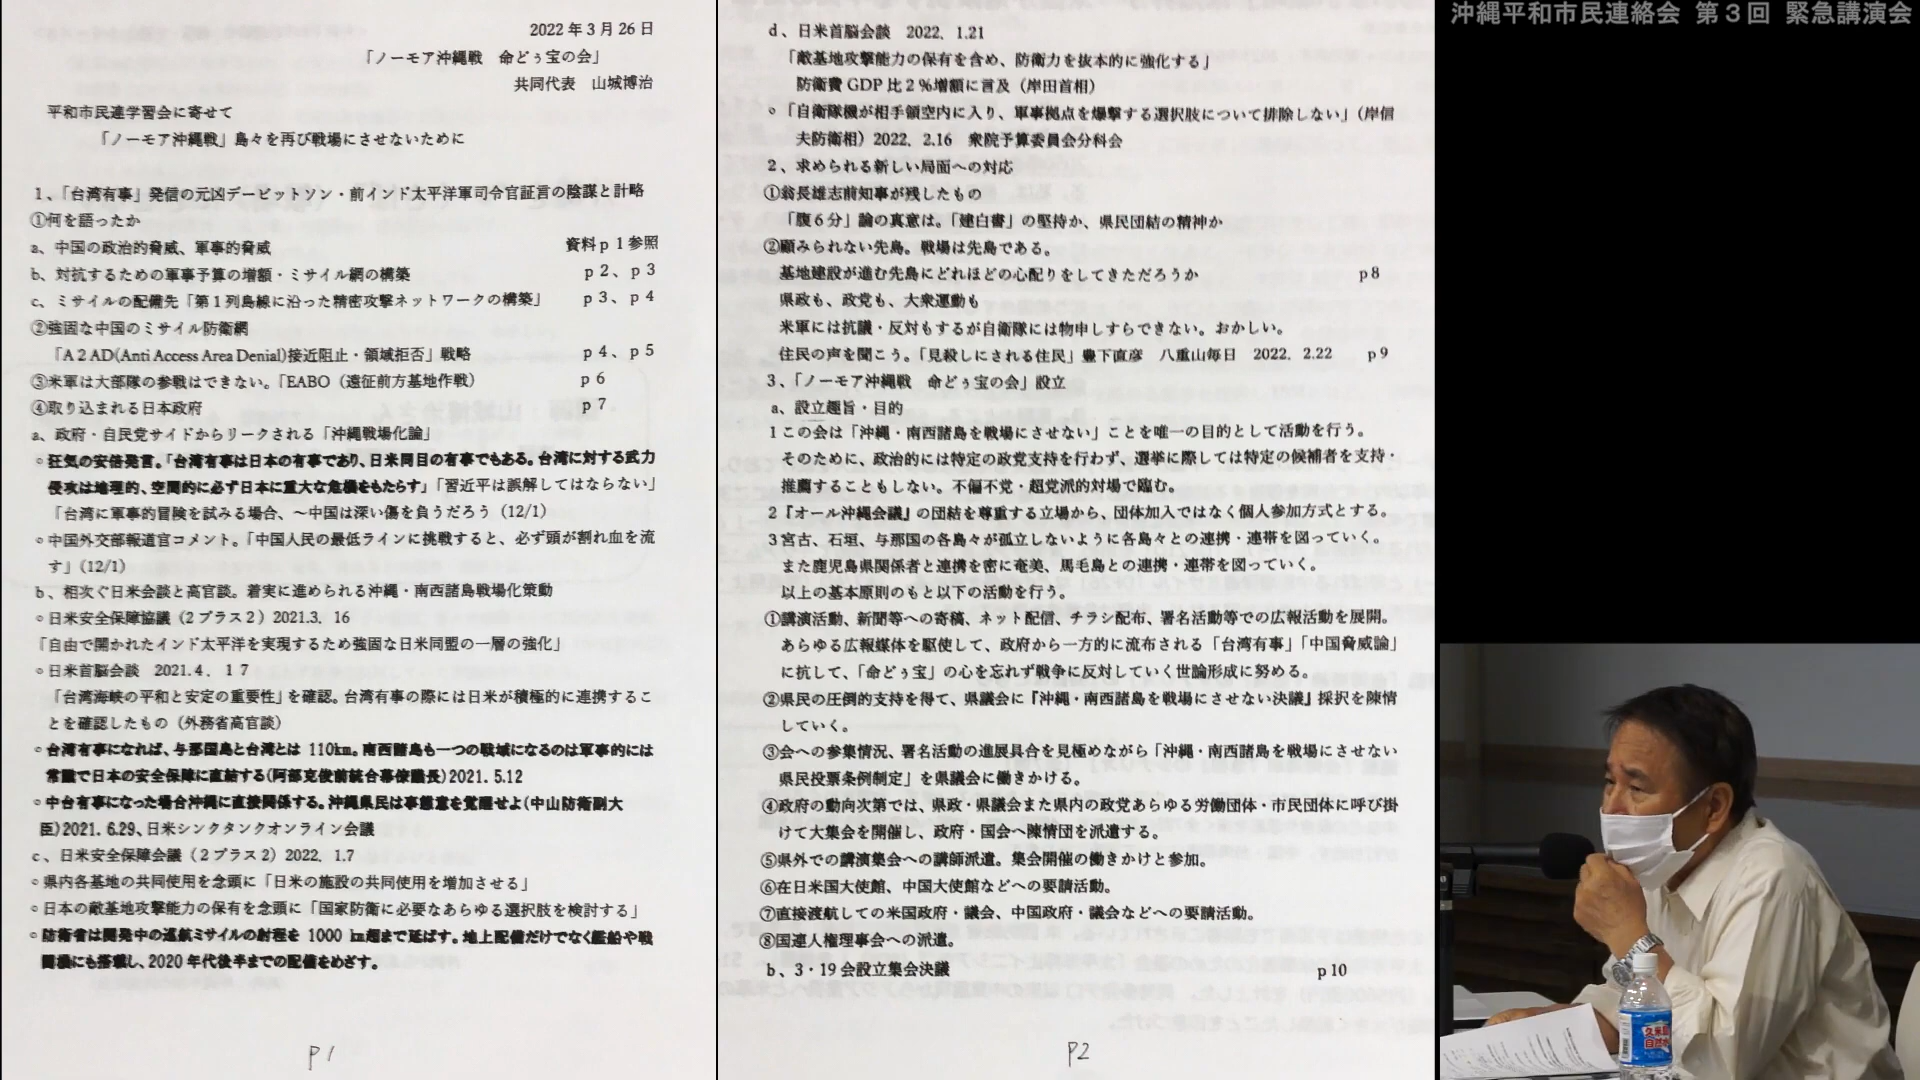 沖縄平和市民連絡会 第3回 緊急講演会
2022年3月26日
「ノーモア沖縄戦 命どぅ宝の会」
共同代表 山城博治
平和市民連学習会に寄せて
「ノーモア沖縄戦」島々を再び戦場にさせないために
1、「台湾有事」発信の元凶デービットソン・前インド太平洋軍司令官証言の陰謀と計略
①何を語ったか
a、中国の政治的脅威、軍事的脅威 資料p1参照
b、対抗するための軍事予算の増額・ミサイル網の構築 p2、p3
c、ミサイルの配備先「第1列島線に沿った精密攻撃ネットワークの構築」 p3、p4
②強固な中国のミサイル防衛網
「A2AD(Anti Access Area Denial)接近阻止・領域拒否」戦略 p4、p5
③米軍は大部隊の参戦はできない。「EABO(遠征前方基地作戦) p6
④取り込まれる日本政府 p7
a、政府・自民党サイドからリークされる「沖縄戦場化論」
○狂気の安倍発言。「台湾有事は日本の有事であり、日米同目の有事でもある。台湾に対する武力
侵攻は地理的、空間的に必ず日本に重大な危機をもたらす」「習近平は誤解してはならない」
「台湾に軍事的冒険を試みる場合、~中国は深い傷を負うだろう(12/1)
○中国外交部報道官コメント。「中国人民の最低ラインに挑戦すると、必ず頭が割れ血を流
す」(12/1)
b、相次ぐ日米会談と高官談。着実に進められる沖縄・南西諸島戦場化策動
○日米安全保障協議(2プラス2)2021.3.16
「自由で開かれたインド太平洋を実現するため強固な日米同盟の一層の強化」
○日米首脳会談 2021.4.17
「台湾海峡の平和と安定の重要性」を確認。台湾有事の際には日米が積極的に連携するこ
とを確認したもの(外務省高官談)
○台湾有事になれば、与那国島と台湾とは110km。南西諸島も一つの戦域になるのは軍事的には
常識で日本の安全保障に直結する(阿部克俊前統合幕僚議長)2021.5.12
○中台有事になった場合沖縄に直接関係する。沖縄県民は事態意を覚醒せよ(中山防衛副大
臣)2021.6.29、日米シンクタンクオンライン会議
c、日米安全保障会議(2プラス2)2022.1.7
○県内各基地の共同使用を念頭に「日米の施設の共同使用を増加させる」
○日本の敵基地攻撃能力の保有を念頭に「国家防衛に必要なあらゆる選択肢を検討する」
○防衛省は開発中の巡航ミサイルの射程を1000㎞超まで延ばす。地上配備だけでなく艦船や戦
闘機にも搭載し、2020年代後半までの配備をめざす。
P1
d、日米首脳会談 2022.1.21
「敵基地攻撃能力の保有を含め、防衛力を抜本的に強化する」
防衛費GDP比2%増額に言及(岸田首相)
○「自衛隊機が相手領空内に入り、軍事拠点を爆撃する選択肢について排除しない」(岸信
夫防衛相)2022.2.16 衆院予算委員会分科会
2、求められる新しい局面への対応
①翁長雄志前知事が残したもの
「腹6分」論の真意は。「建白書」の堅持か、県民団結の精神か
②顧みられない先島。戦場は先島である。
基地建設が進む先島にどれほどの心配りをしてきただろうか p8
県政も、政党も、大衆運動も
米軍には抗議・反対もするが自衛隊には物申しすらできない。おかしい。
住民の声を聞こう。「見殺しにされる住民」豊下直彦 八重山毎日 2022.2.22 p9
3、「ノーモア沖縄戦 命どぅ宝の会」設立
a、設立趣旨・目的
1この会は「沖縄・南西諸島を戦場にさせない」ことを唯一の目的として活動を行う。
そのために、政治的には特定の政党支持を行わず、選挙に際しては特定の候補者を支持・
推薦することもしない。不偏不党・超党派的対場で臨む。
2『オール沖縄会議』の団結を尊重する立場から、団体加入ではなく個人参加方式とする。
3宮古、石垣、与那国の各島々が孤立しないように各島々との連携・連帯を図っていく。
また鹿児島県関係者と連携を密に奄美、馬毛島との連携・連帯を図っていく。
以上の基本原則のもと以下の活動を行う。
①講演活動、新聞等への寄稿、ネット配信、チラシ配布、署名活動等での広報活動を展開。
あらゆる広報媒体を駆使して、政府から一方的に流布される「台湾有事」「中国脅威論」
に抗して、「命どぅ宝」の心を忘れず戦争に反対していく世論形成に努める。
②県民の圧倒的支持を得て、県議会に『沖縄・南西諸島を戦場にさせない決議』採択を陳情
していく。
③会への参集情況、署名活動の進展具合を見極めながら「沖縄・南西諸島を戦場にさせない
県民投票条例制定」を県議会に働きかける。
④政府の動向次第では、県政・県議会また県内の政党あらゆる労働団体・市民団体に呼び掛
けて大集会を開催し、政府・国会へ陳情団を派遣する。
⑤県外での講演集会への講師派遣。集会開催の働きかけと参加。
⑥在日米国大使館、中国大使館などへの要請活動。
⑦直接渡航しての米国政府・議会、中国政府・議会などへの要請活動。
⑧国連人権理事会への派遣。
b、3・19会設立集会決議 p10
P2